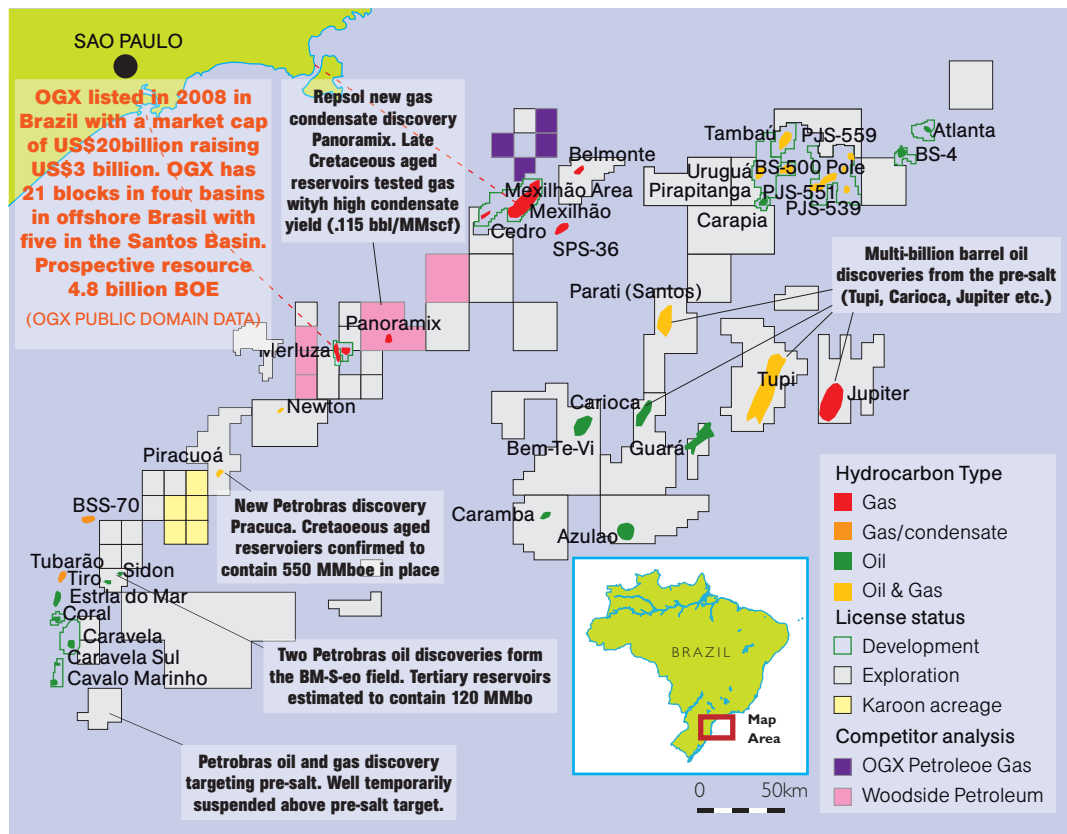 SAO PAULO
OGX listed in 2008 in
Brazil with a market cap
of US$20billion raising
US$3 billion. OGX has
21 blocks in four basins
in offshore Brasil with
five in the Santos Basin.
Prospective resource
4.8 billion BOE
(OGX PUBLIC DOMAIN DATA)
Repsol new gas
condensate discovery
Panoramix. Late
Cretaceous aged
reservoirs tested gas
wityh high condensate
yield (.115 bbl/MMscf)
Belmonte
Mexilhão Area
Mexilhão
Cedro
SPS-36
Tambaú
PJS-559
Atlanta
BS-4
Uruguá
BS-500
Pole
Pirapitanga
PJS-551
PJS-539
Carapia
Multi-billion barrel oil
discoveries from the pre-salt
(Tupi, Carioca, Jupiter etc.)
Parati (Santos)
Panoramix
Merluza
Tupi
Jupiter
Newton
Carioca
Bem-Te-Vi
Guará
Piracuoá
BSS-70
New Petrobras discovery
Pracuca. Cretaoeous aged
reservoiers confirmed to
contain 550 MMboe in place
Caramba
Azulao
Tubarão
Tiro
Sidon
Estrla do Mar
Coral
Caravela
Caravela Sul
Cavalo Marinho
Two Petrobras oil discoveries form
the BM-S-eo field. Tertiary reservoirs
estimated to contain 120 MMbo
Petrobras oil and gas discovery
targeting pre-salt. Well temporarily
suspended above pre-salt target.
BRAZIL
Map
Area
0 50km
Hydrocarbon Type
Gas
Gas/condensate
Oil
Oil & Gas
License status
Development
Exploration
Karoon acreage
Competitor analysis
OGX Petroleoe Gas
Woodside Petroleum